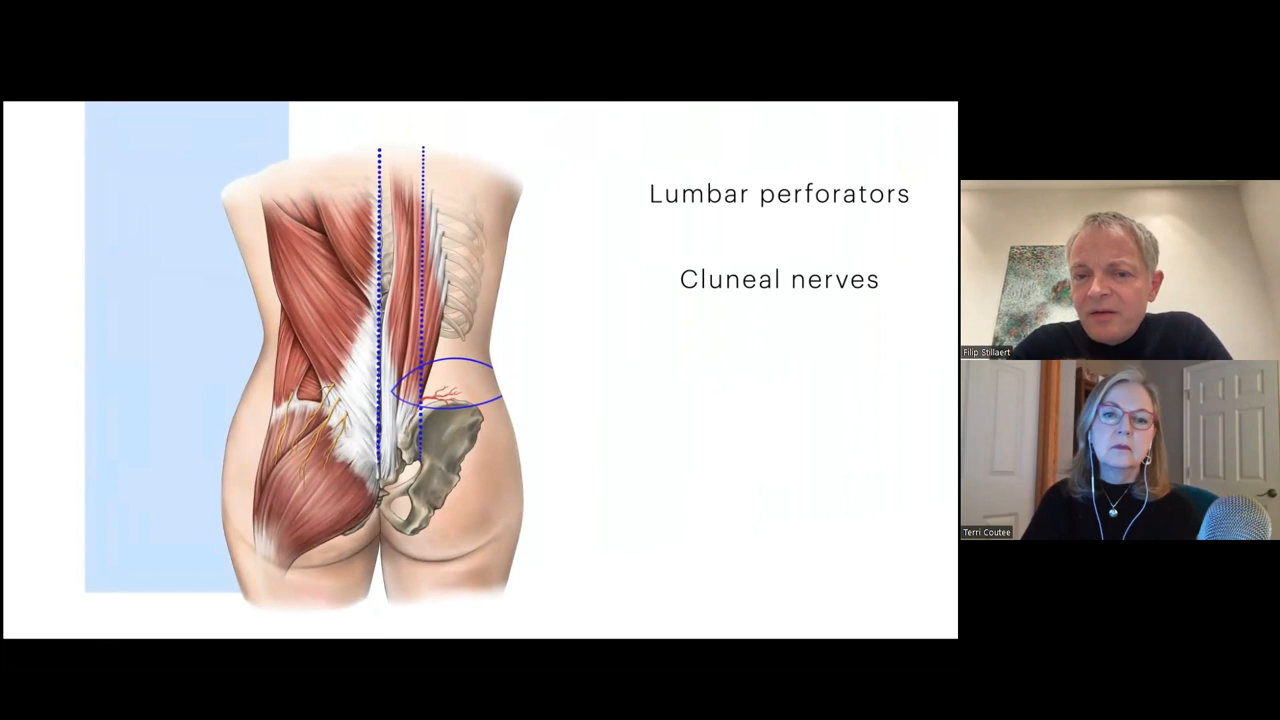 Lumbar perforators
Cluneal nerves
Filip Stillaert
Terri Coutee